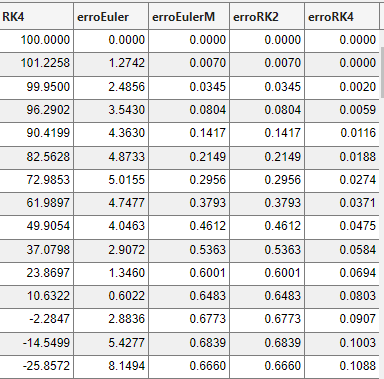 RK4 erroEuler erroEulerM erroRK2 erroRK4
100.0000 0.0000 0.0000 0.0000 0.0000
101.2258 1.2742 0.0070 0.0070 0.0000
99.9500 2.4856 0.0345 0.0345 0.0020
96.2902 3.5430 0.0804 0.0804 0.0059
90.4199 4.3630 0.1417 0.1417 0.0116
82.5628 4.8733 0.2149 0.2149 0.0188
72.9853 5.0155 0.2956 0.2956 0.0274
61.9897 4.7477 0.3793 0.3793 0.0371
49.9054 4.0463 0.4612 0.4612 0.0475
37.0798 2.9072 0.5363 0.5363 0.0584
23.8697 1.3460 0.6001 0.6001 0.0694
10.6322 0.6022 0.6483 0.6483 0.0803
-2.2847 2.8836 0.6773 0.6773 0.0907
-14.5499 5.4277 0.6839 0.6839 0.1003
-25.8572 8.1494 0.6660 0.6660 0.1088